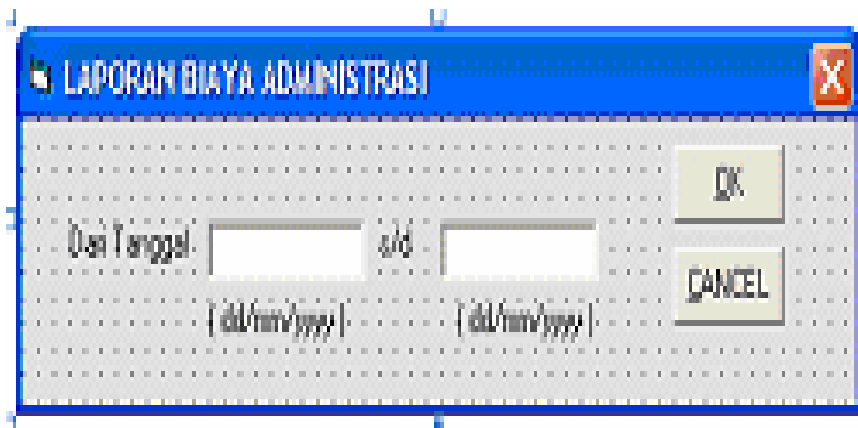 LAPORAN BIAYA ADMINISTRASI
OK
Dari Tanggal s/d
CANCEL
( dd/mm/yyyy ) ( dd/mm/yyyy )